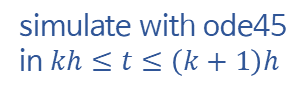 simulate with ode45
in kh ≤ t ≤ (k + 1)h